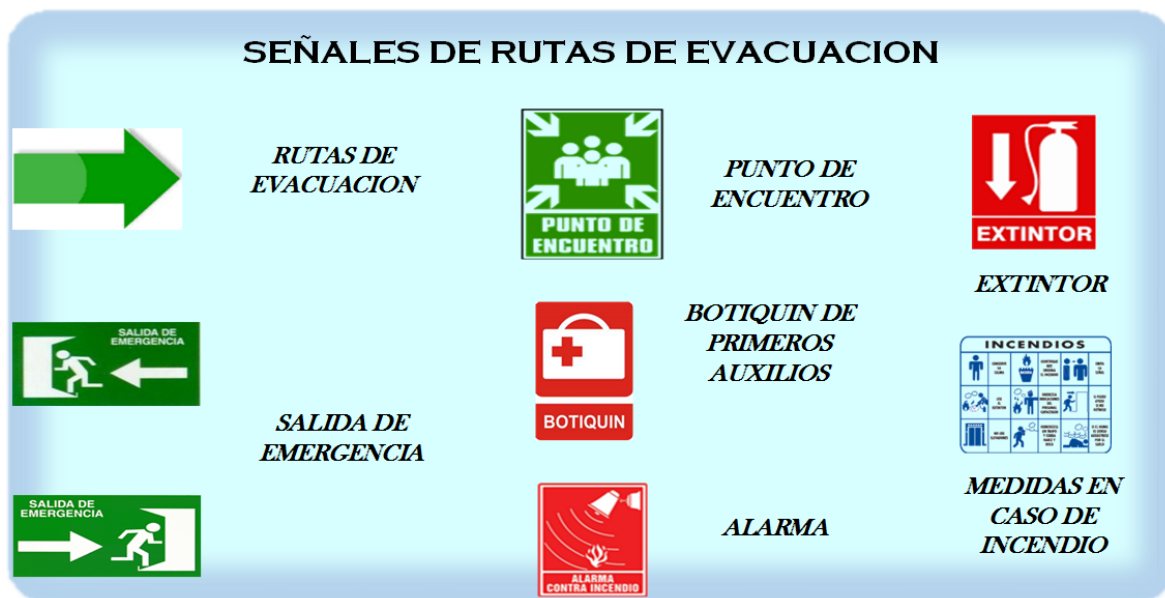 SEÑALES DE RUTAS DE EVACUACION
RUTAS DE
EVACUACION
PUNTO DE
ENCUENTRO
PUNTO DE
ENCUENTRO
EXTINTOR
EXTINTOR
SALIDA DE
EMERGENCIA
SALIDA DE
EMERGENCIA
SALIDA DE
EMERGENCIA
BOTIQUIN
BOTIQUIN DE
PRIMEROS
AUXILIOS
ALARMA
CONTRA INCENDIO
ALARMA
INCENDIOS
MEDIDAS EN
CASO DE
INCENDIO